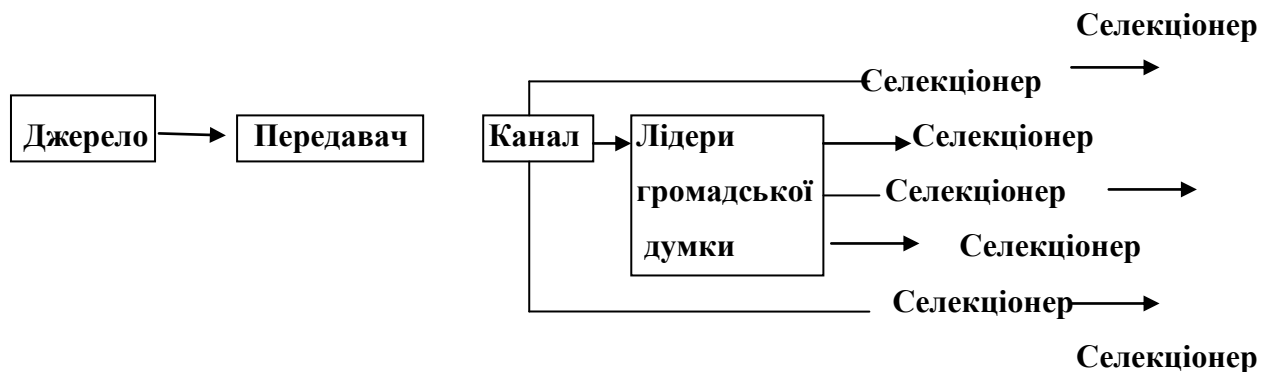 Селекціонер
Селекціонер
Джерело Передавач Канал Лідери Селекціонер
громадської Селекціонер
думки Селекціонер
Селекціонер
Селекціонер